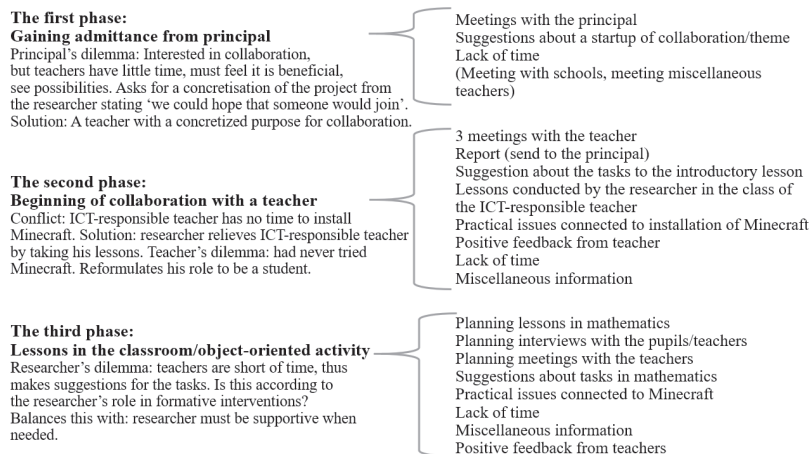 The first phase:
Gaining admittance from principal
Principal's dilemma: Interested in collaboration,
but teachers have little time, must feel it is beneficial,
see possibilities. Asks for a concretisation of the project from
the researcher stating ‘we could hope that someone would join’.
Solution: A teacher with a concretized purpose for collaboration.
Meetings with the principal
Suggestions about a startup of collaboration/theme
Lack of time
(Meeting with schools, meeting miscellaneous
teachers)
The second phase:
Beginning of collaboration with a teacher
Conflict: ICT-responsible teacher has no time to install
Minecraft. Solution: researcher relieves ICT-responsible teacher
by taking his lessons. Teacher's dilemma: had never tried
Minecraft. Reformulates his role to be a student.
3 meetings with the teacher
Report (send to the principal)
Suggestion about the tasks to the introductory lesson
Lessons conducted by the researcher in the class of
the ICT-responsible teacher
Practical issues connected to installation of Minecraft
Positive feedback from teacher
Lack of time
Miscellaneous information
The third phase:
Lessons in the classroom/object-oriented activity
Researcher's dilemma: teachers are short of time, thus
makes suggestions for the tasks. Is this according to
the researcher's role in formative interventions?
Balances this with: researcher must be supportive when
needed.
Planning lessons in mathematics
Planning interviews with the pupils/teachers
Planning meetings with the teachers
Suggestions about tasks in mathematics
Practical issues connected to Minecraft
Lack of time
Miscellaneous information
Positive feedback from teachers